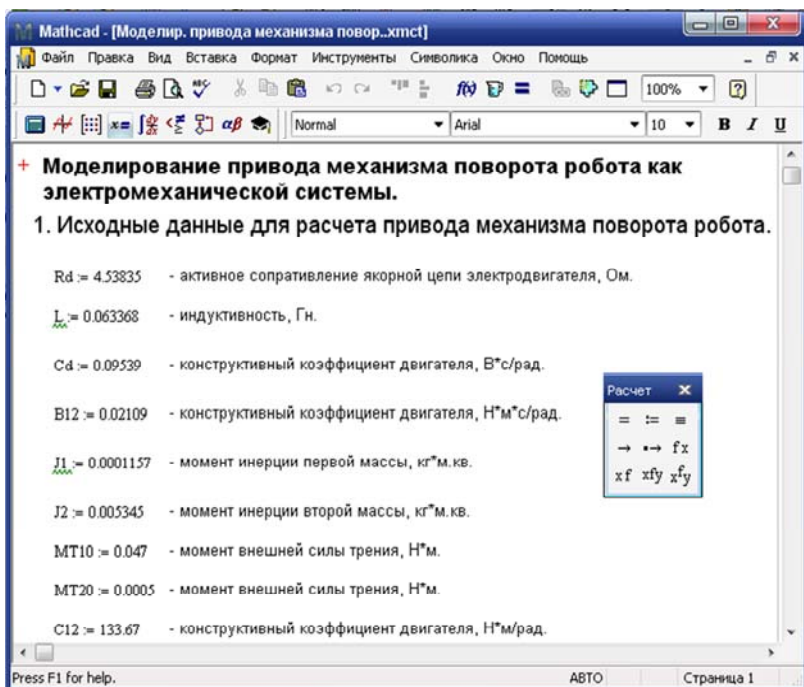 Mathcad - [Моделир. привода механизма повор..xmct]
Файл Правка Вид Вставка Формат Инструменты Символика Окно Помощь
100%
Normal Arial 10 B I U
Моделирование привода механизма поворота робота как
электромеханической системы.
1. Исходные данные для расчета привода механизма поворота робота.
Rd := 4.53835 - активное сопративление якорной цепи электродвигателя, Ом.
L := 0.063368 - индуктивность, Гн.
Cd := 0.09539 - конструктивный коэффициент двигателя, В*с/рад.
B12 := 0.02109 - конструктивный коэффициент двигателя, Н*м*с/рад.
Расчет
= := ≡
→ ▪→ fx
xf xfy xfy
J1 := 0.0001157 - момент инерции первой массы, кг*м.кв.
J2 := 0.005345 - момент инерции второй массы, кг*м.кв.
MT10 := 0.047 - момент внешней силы трения, Н*м.
MT20 := 0.0005 - момент внешней силы трения, Н*м.
C12 := 133.67 - конструктивный коэффициент двигателя, Н*м/рад.
Press F1 for help. АВТО Страница 1